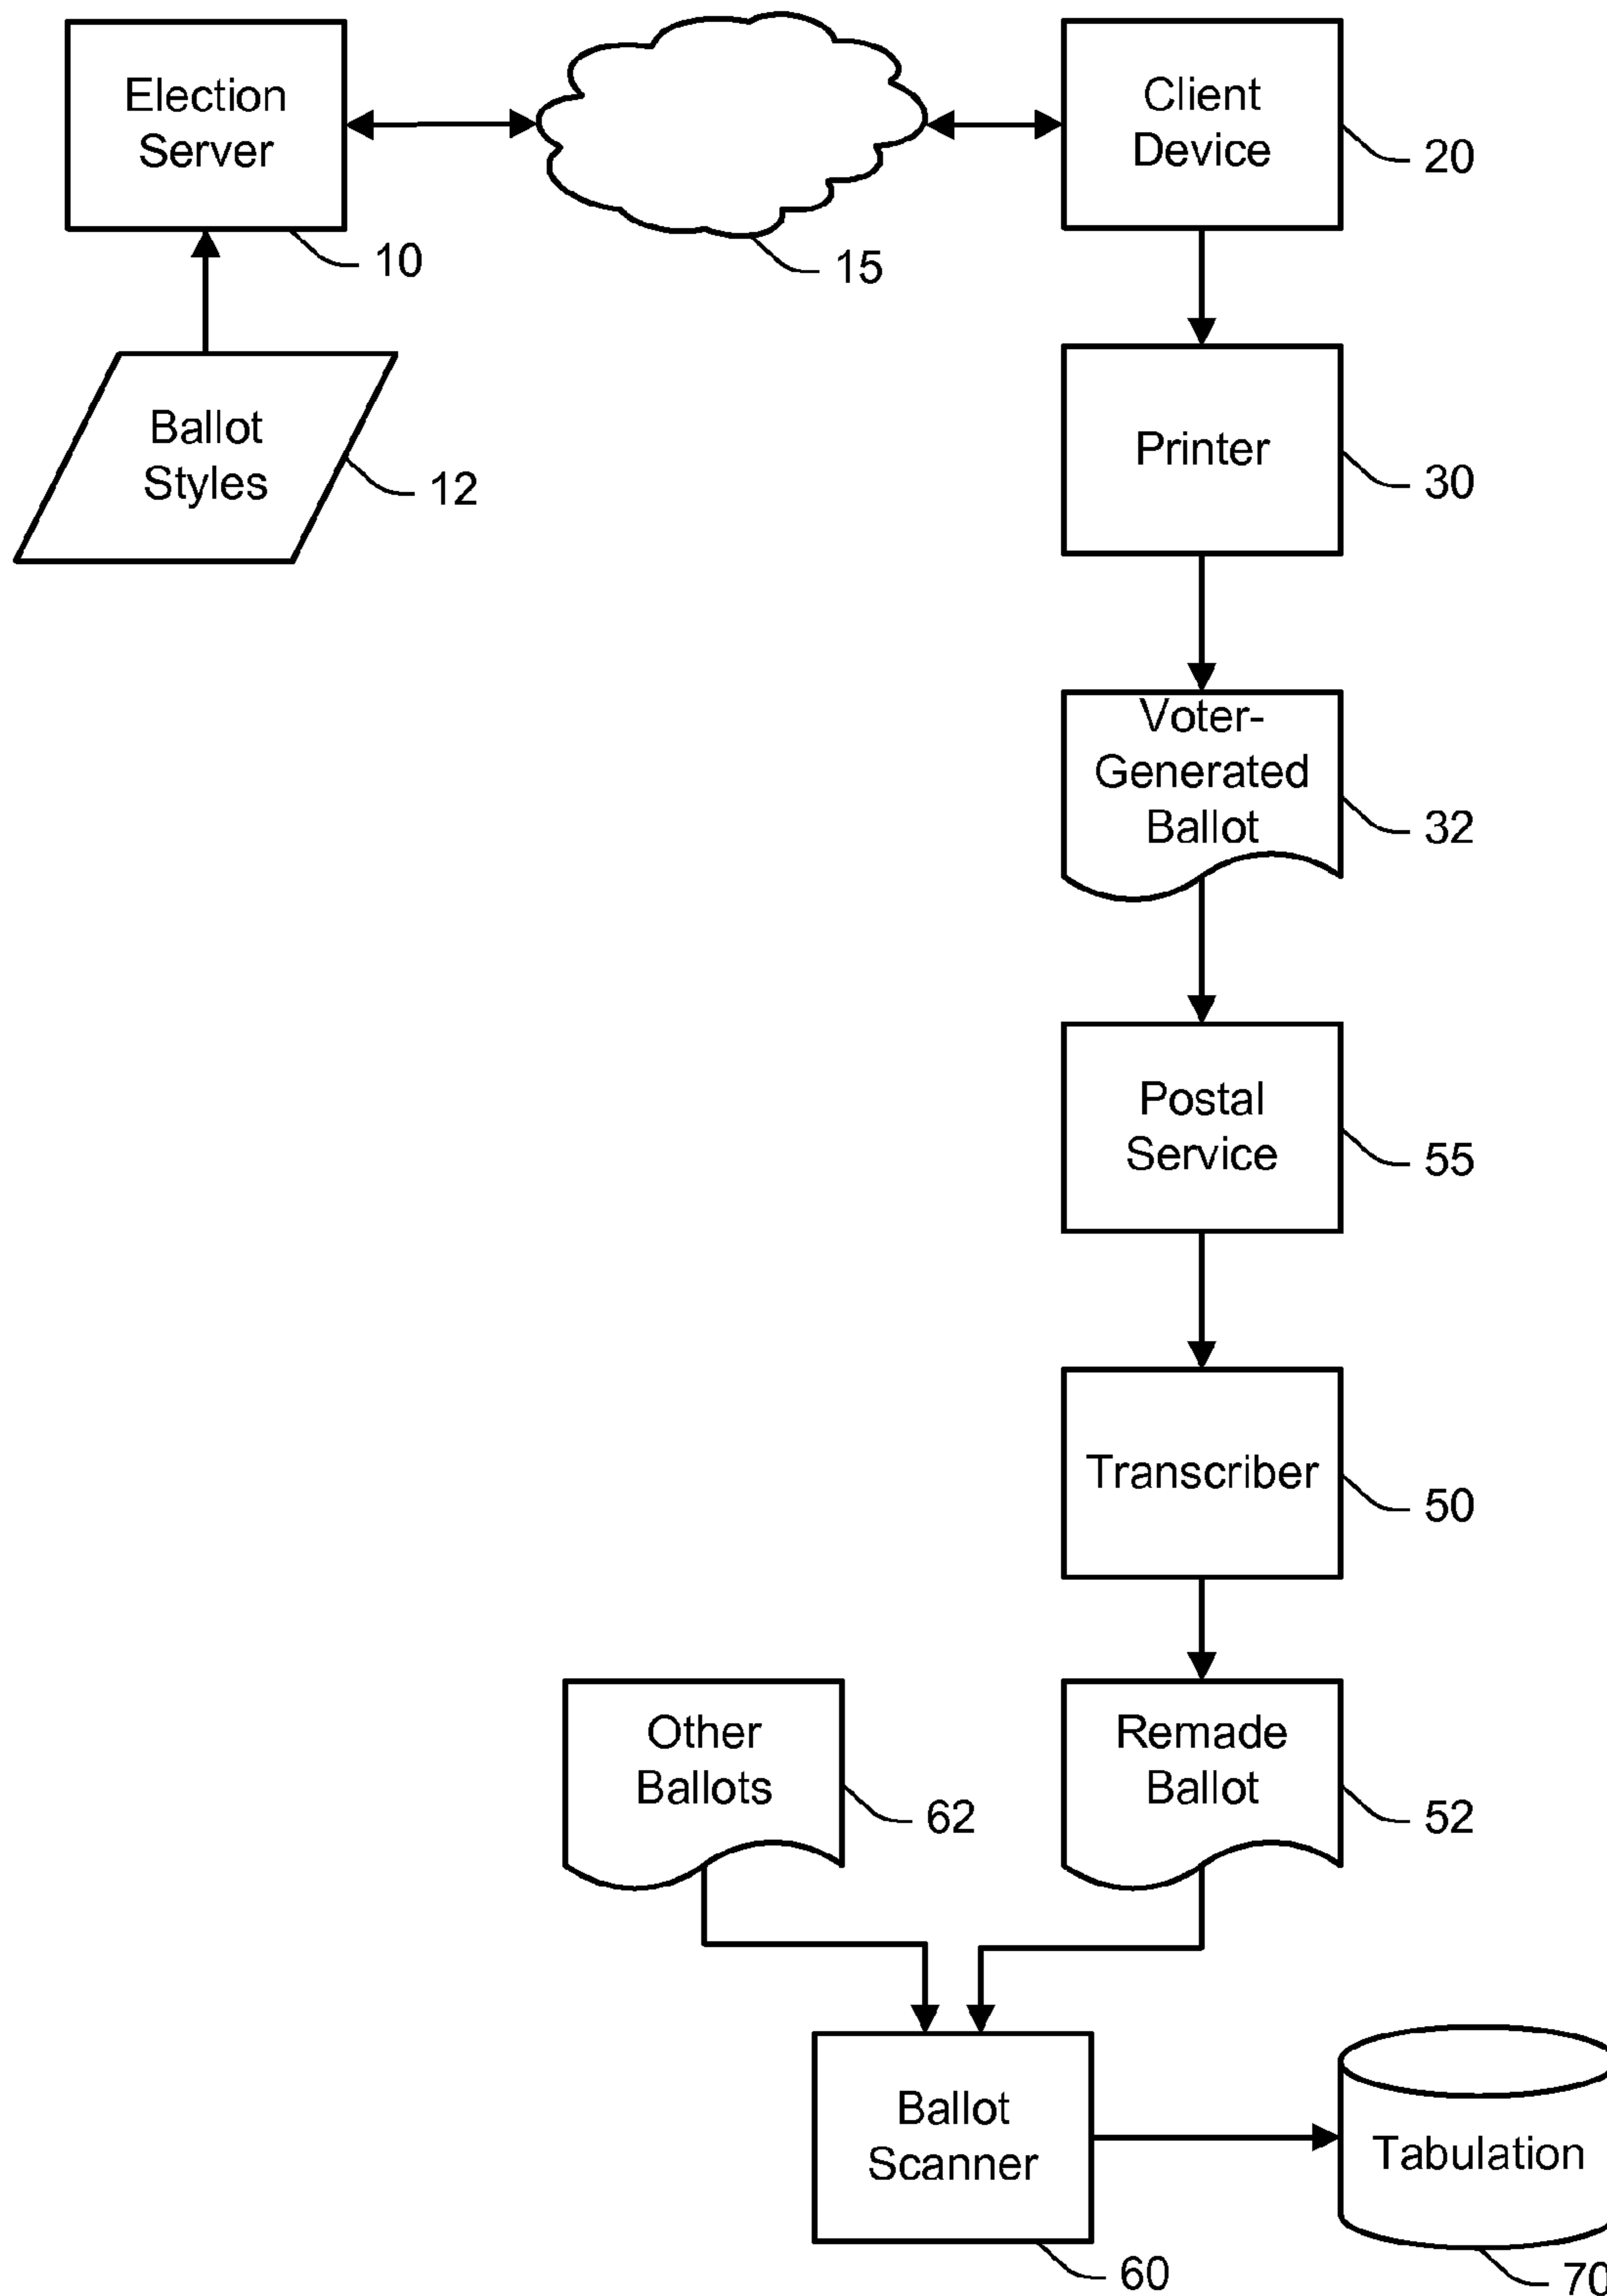 Election
Server
10
15
Client
Device
20
Ballot
Styles
12
Printer
30
Voter-
Generated
Ballot
32
Postal
Service
55
Transcriber
50
Other
Ballots
62
Remade
Ballot
52
Ballot
Scanner
60
Tabulation
70